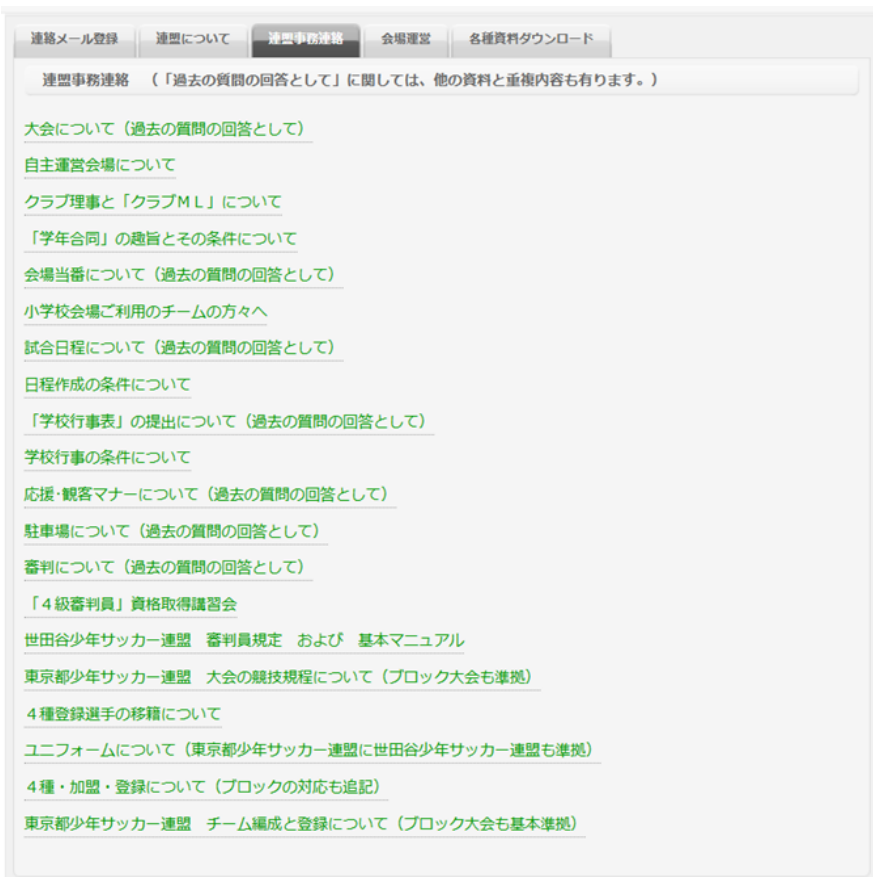 連絡メール登録 連盟について 連盟事務連絡 会場運営 各種資料ダウンロード
連盟事務連絡 （「過去の質問の回答として」に関しては、他の資料と重複内容も有ります。）
大会について（過去の質問の回答として）
自主運営会場について
クラブ理事と「クラブＭＬ」について
「学年合同」の趣旨とその条件について
会場当番について（過去の質問の回答として）
小学校会場ご利用のチームの方々へ
試合日程について（過去の質問の回答として）
日程作成の条件について
「学校行事表」の提出について（過去の質問の回答として）
学校行事の条件について
応援･観客マナーについて（過去の質問の回答として）
駐車場について（過去の質問の回答として）
審判について（過去の質問の回答として）
「４級審判員」資格取得講習会
世田谷少年サッカー連盟　審判員規定　および　基本マニュアル
東京都少年サッカー連盟　大会の競技規程について（ブロック大会も準拠）
４種登録選手の移籍について
ユニフォームについて（東京都少年サッカー連盟に世田谷少年サッカー連盟も準拠）
４種・加盟・登録について（ブロックの対応も追記）
東京都少年サッカー連盟　チーム編成と登録について（ブロック大会も基本準拠）